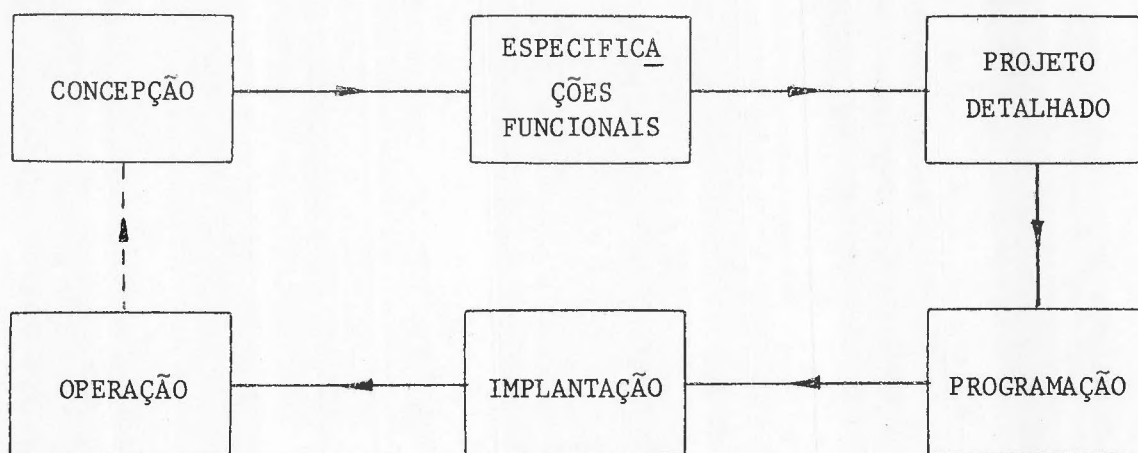 CONCEPÇÃO
ESPECIFICA
ÇÕES
FUNCIONAIS
PROJETO
DETALHADO
OPERAÇÃO
IMPLANTAÇÃO
PROGRAMAÇÃO